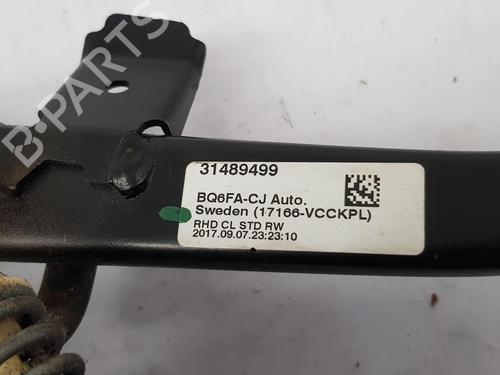 B-PARTS
31489499
BQ6FA-CJ Auto.
Sweden (17166-VCCKPL)
RHD CL STD RW
2017.09.07.23:23:10